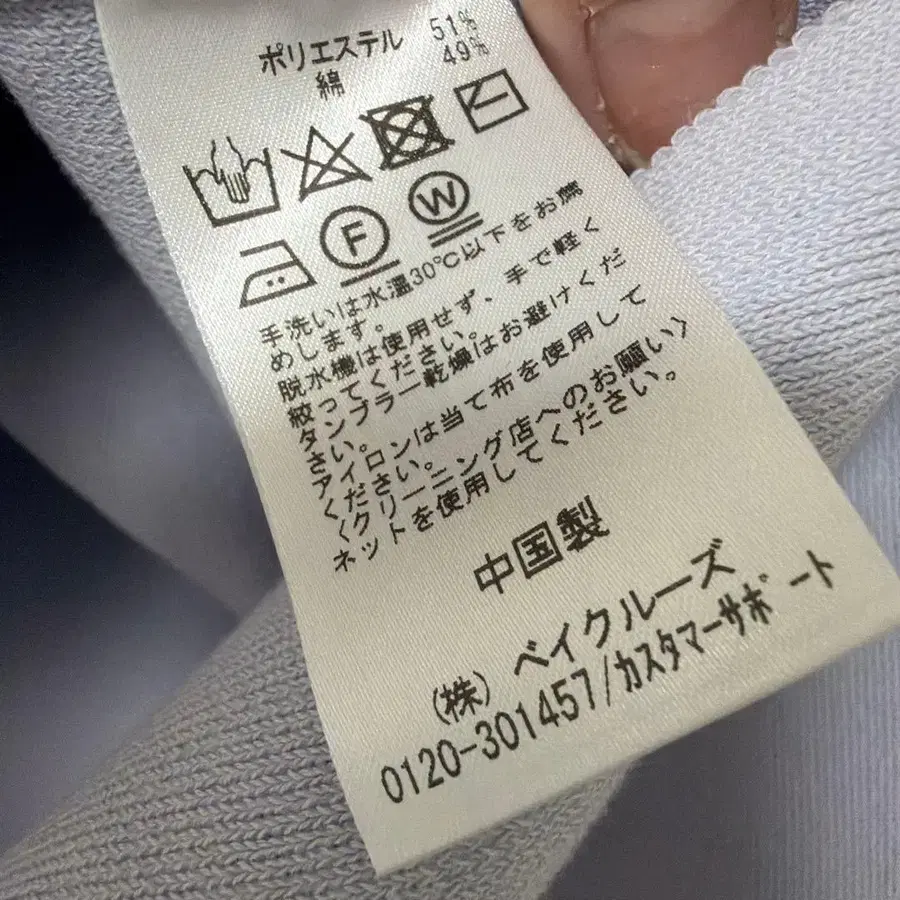 ポリエステル 51%
綿 49%
F
W
手洗いは水温30℃以下をお薦
めします。
脱水機は使用せず、手で軽く
絞ってください。
タンブラー乾燥はお避けくだ
さい。
アイロンは当て布を使用して
ください。
〈クリーニング店へのお願い〉
ネットを使用してください。
中国製
(株) ベイクルーズ
0120-301457/カスタマーサポート